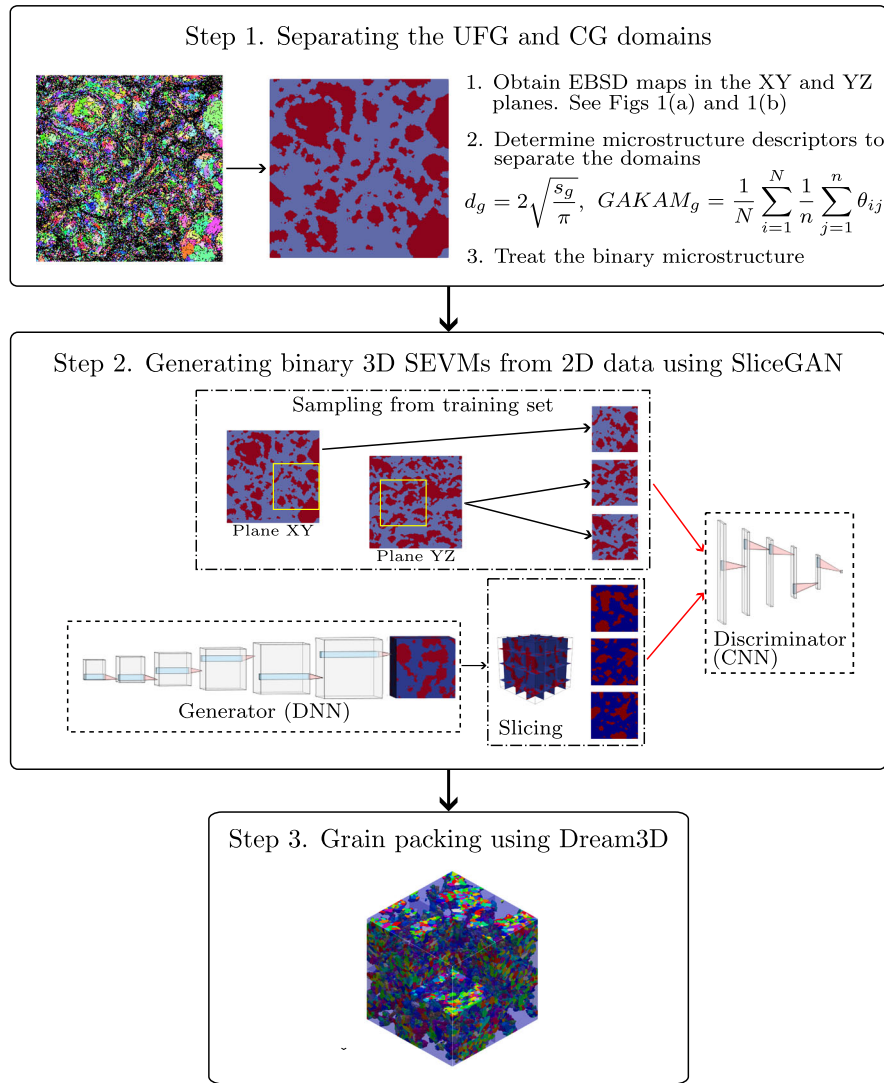 Step 1. Separating the UFG and CG domains
1. Obtain EBSD maps in the XY and YZ
planes. See Figs 1(a) and 1(b)
2. Determine microstructure descriptors to
separate the domains
$d_g = 2\sqrt{\frac{s_g}{\pi}},\ GAKAM_g = \frac{1}{N}\sum_{i=1}^{N}\frac{1}{n}\sum_{j=1}^{n}\theta_{ij}$
3. Treat the binary microstructure
Step 2. Generating binary 3D SEVMs from 2D data using SliceGAN
Sampling from training set
Plane XY
Plane YZ
Discriminator
(CNN)
Generator (DNN)
Slicing
Step 3. Grain packing using Dream3D